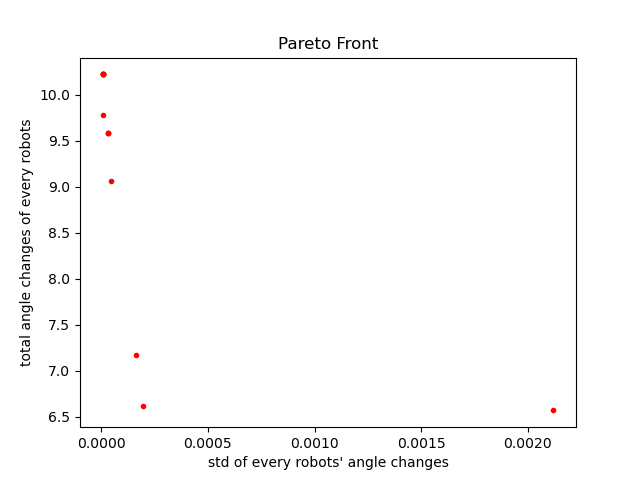 Pareto Front
10.0
9.5
9.0
8.5
8.0
7.5
7.0
6.5
total angle changes of every robots
0.0000 0.0005 0.0010 0.0015 0.0020
std of every robots' angle changes